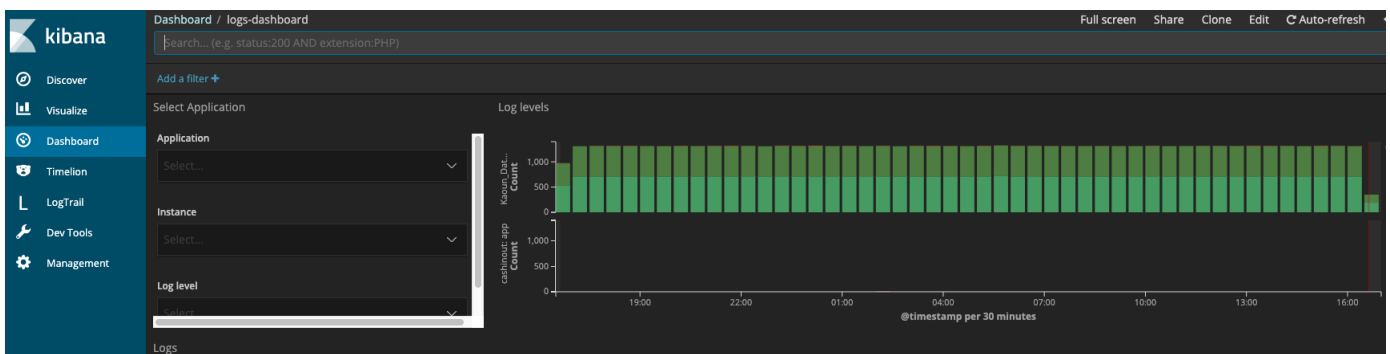 kibana
Discover
Visualize
Dashboard
Timelion
LogTrail
Dev Tools
Management
Dashboard / logs-dashboard
Full screen Share Clone Edit Auto-refresh
Search... (e.g. status:200 AND extension:PHP)
Add a filter +
Select Application
Application
Select...
Instance
Select...
Log level
Select...
Log levels
Kaoun_Dat...
Count
1,000
500
0
cashinout: app
Count
1,000
500
0
19:00 22:00 01:00 04:00 07:00 10:00 13:00 16:00
@timestamp per 30 minutes
Logs